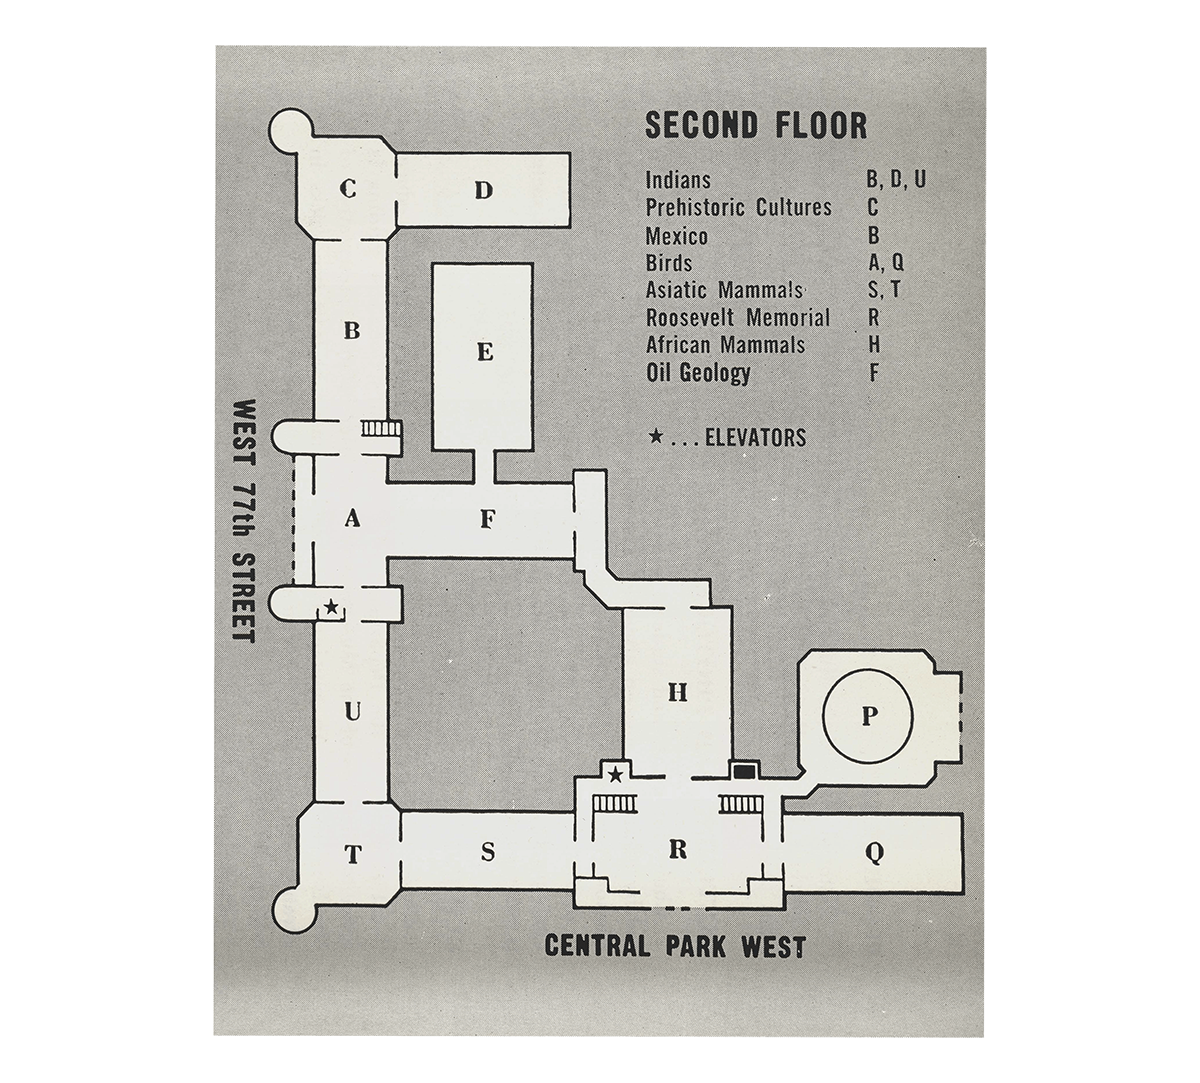 SECOND FLOOR
Indians B, D, U
Prehistoric Cultures C
Mexico B
Birds A, Q
Asiatic Mammals S, T
Roosevelt Memorial R
African Mammals H
Oil Geology F
★ ... ELEVATORS
C
D
B
E
A
F
U
H
P
T
S
R
Q
WEST 77th STREET
CENTRAL PARK WEST